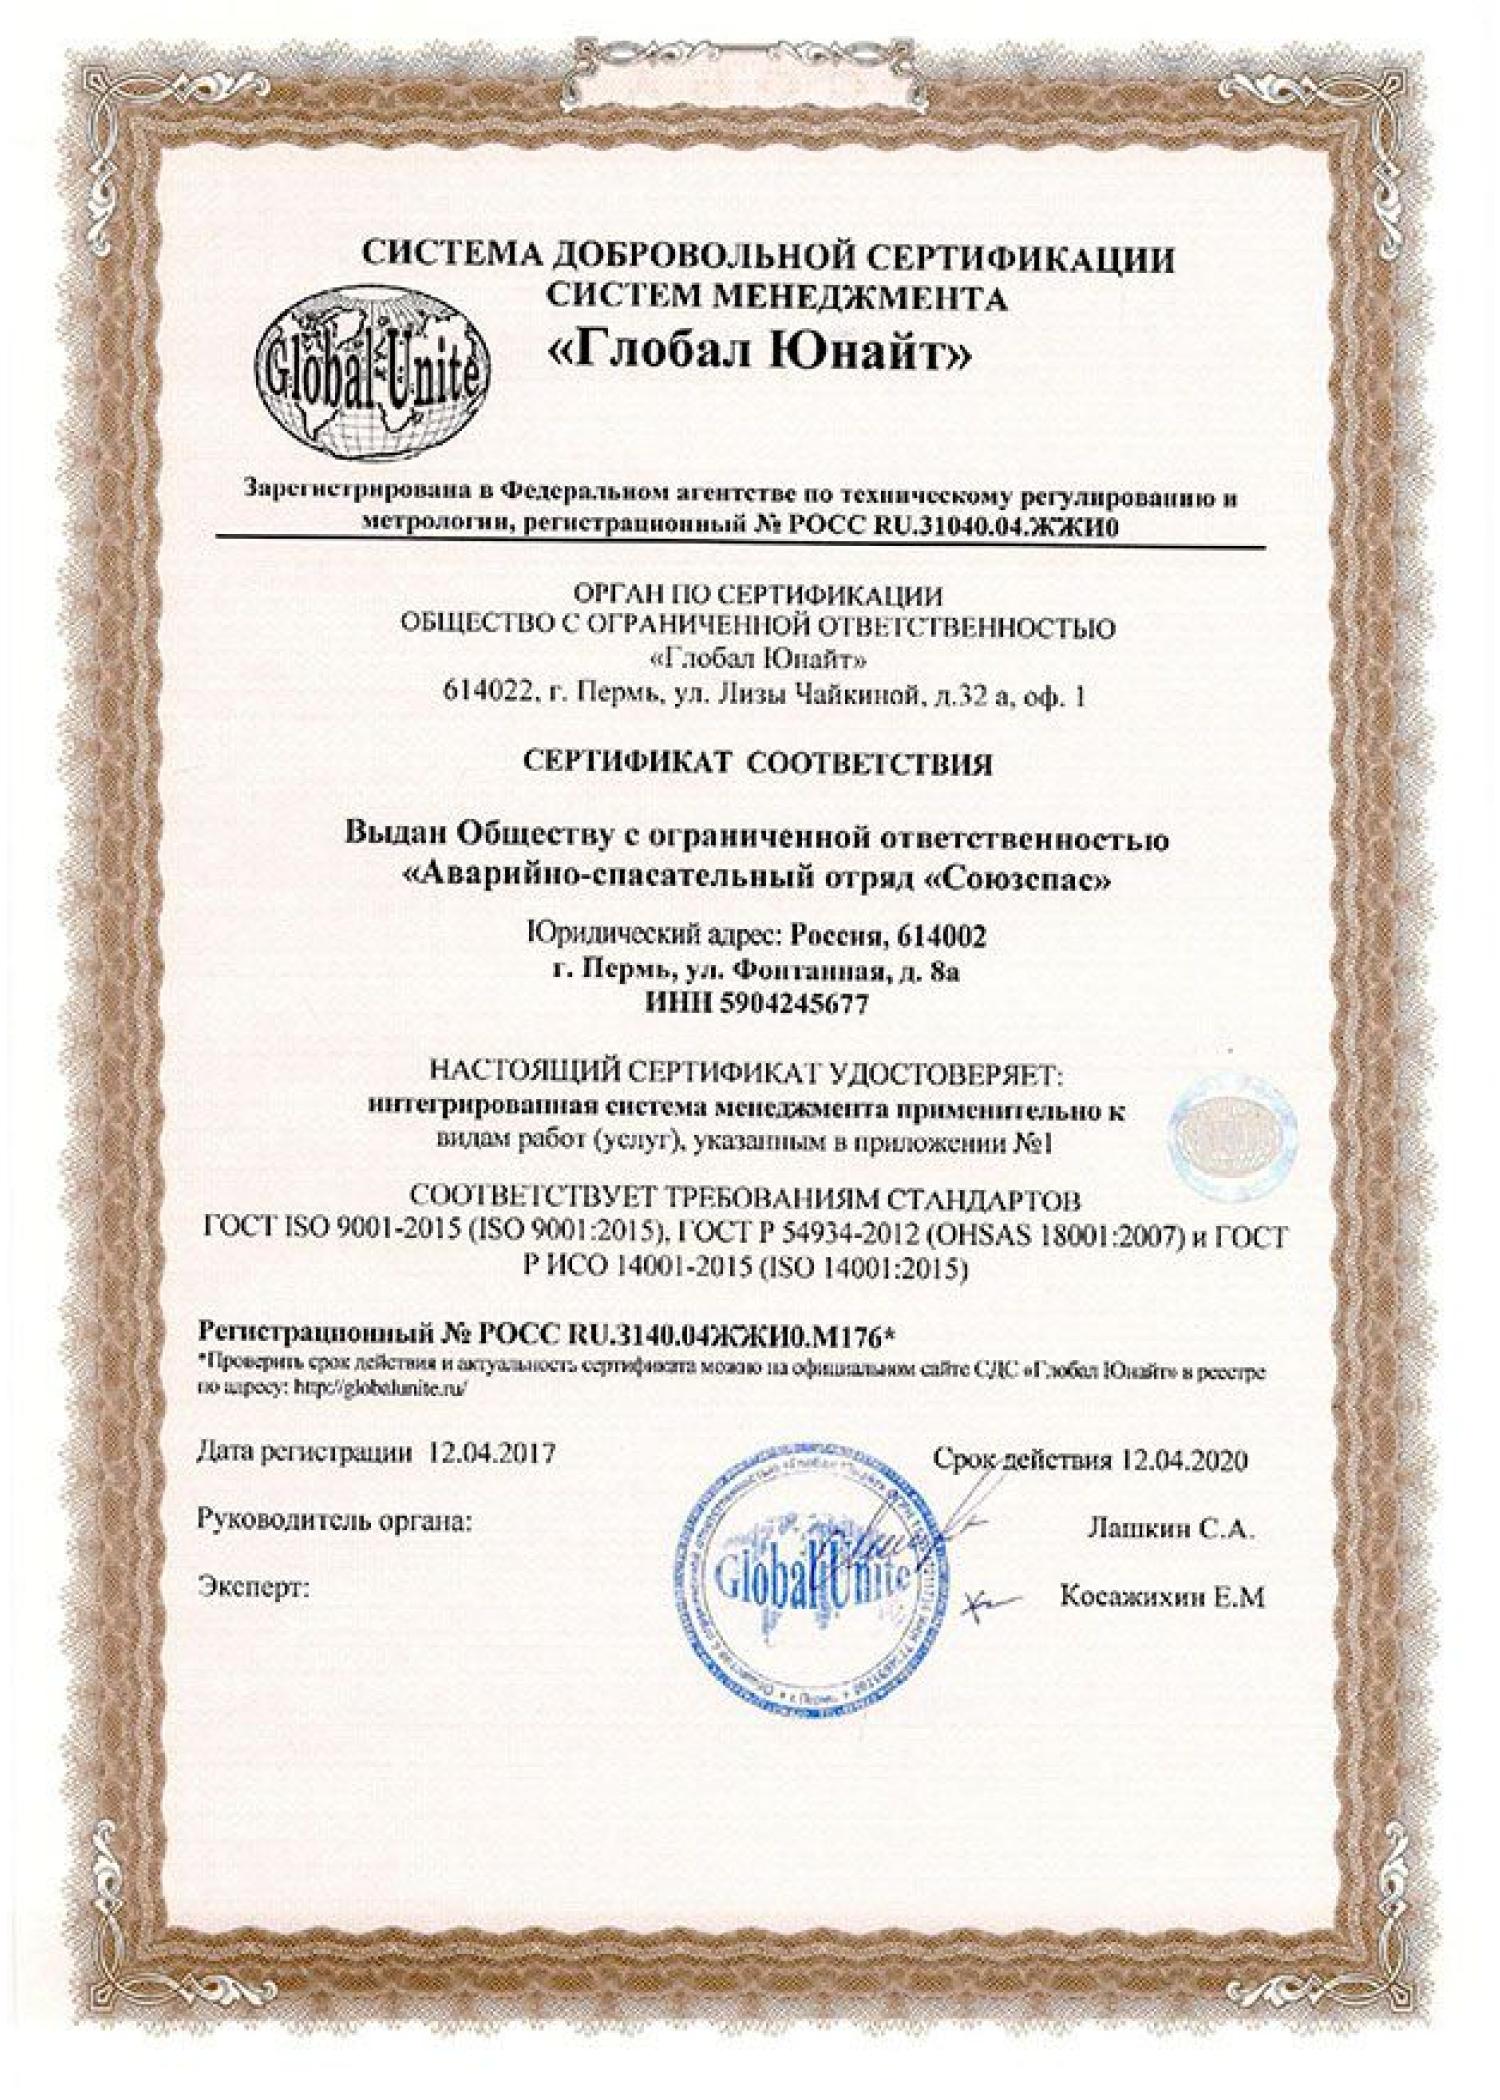 СИСТЕМА ДОБРОВОЛЬНОЙ СЕРТИФИКАЦИИ
СИСТЕМ МЕНЕДЖМЕНТА
«Глобал Юнайт»
Global Unite
Зарегистрирована в Федеральном агентстве по техническому регулированию и
метрологии, регистрационный № РОСС RU.31040.04.ЖЖИ0
ОРГАН ПО СЕРТИФИКАЦИИ
ОБЩЕСТВО С ОГРАНИЧЕННОЙ ОТВЕТСТВЕННОСТЬЮ
«Глобал Юнайт»
614022, г. Пермь, ул. Лизы Чайкиной, д.32 а, оф. 1
СЕРТИФИКАТ СООТВЕТСТВИЯ
Выдан Обществу с ограниченной ответственностью
«Аварийно-спасательный отряд «Союзспас»
Юридический адрес: Россия, 614002
г. Пермь, ул. Фонтанная, д. 8а
ИНН 5904245677
НАСТОЯЩИЙ СЕРТИФИКАТ УДОСТОВЕРЯЕТ:
интегрированная система менеджмента применительно к
видам работ (услуг), указанным в приложении №1
СООТВЕТСТВУЕТ ТРЕБОВАНИЯМ СТАНДАРТОВ
ГОСТ ISO 9001-2015 (ISO 9001:2015), ГОСТ Р 54934-2012 (OHSAS 18001:2007) и ГОСТ
Р ИСО 14001-2015 (ISO 14001:2015)
Регистрационный № РОСС RU.3140.04ЖЖИ0.М176*
*Проверить срок действия и актуальность сертификата можно на официальном сайте СДС «Глобал Юнайт» в реестре
по адресу: http://globalunite.ru/
Дата регистрации 12.04.2017
Срок действия 12.04.2020
Руководитель органа:
Лашкин С.А.
Эксперт:
Косажихин Е.М
Global Unite
г. Пермь